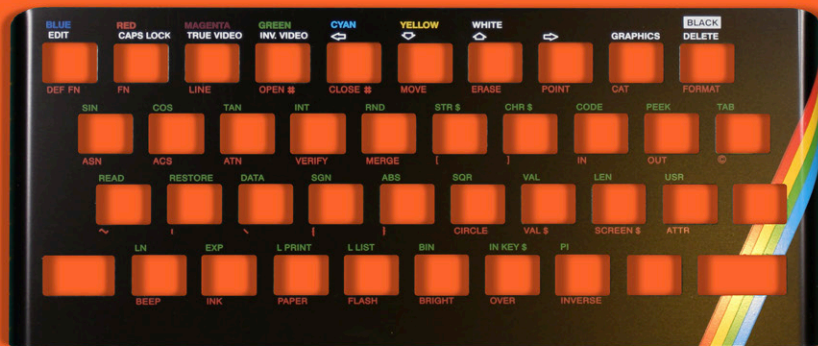 BLUE RED MAGENTA GREEN CYAN YELLOW WHITE BLACK
EDIT CAPS LOCK TRUE VIDEO INV. VIDEO GRAPHICS DELETE
DEF FN FN LINE OPEN # CLOSE # MOVE ERASE POINT CAT FORMAT
SIN COS TAN INT RND STR $ CHR $ CODE PEEK TAB
ASN ACS ATN VERIFY MERGE [ ] IN OUT ©
READ RESTORE DATA SGN ABS SQR VAL LEN USR
~ | \ { } CIRCLE VAL $ SCREEN $ ATTR
LN EXP L PRINT L LIST BIN IN KEY $ PI
BEEP INK PAPER FLASH BRIGHT OVER INVERSE